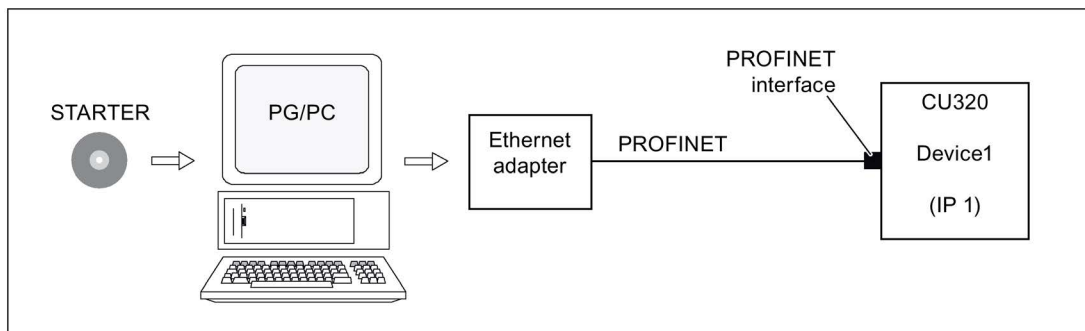 STARTER
PG/PC
Ethernet
adapter
PROFINET
PROFINET
interface
CU320
Device1
(IP 1)